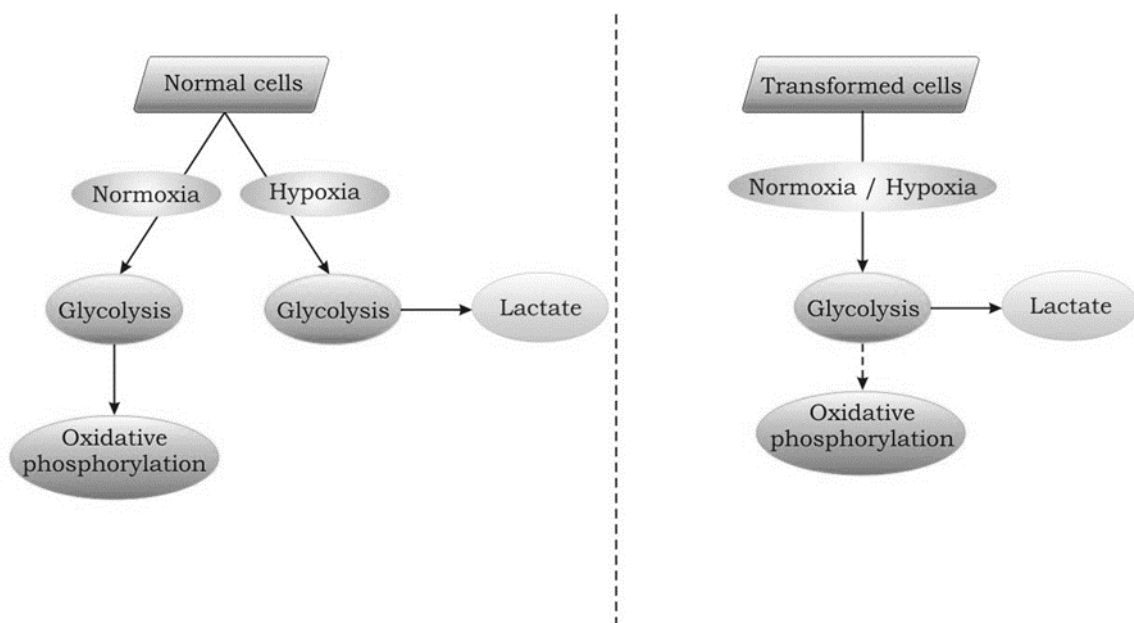 Normal cells
Normoxia
Hypoxia
Glycolysis
Glycolysis
Lactate
Oxidative
phosphorylation
Transformed cells
Normoxia / Hypoxia
Glycolysis
Lactate
Oxidative
phosphorylation